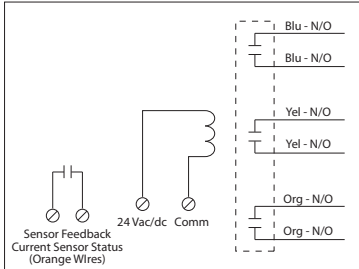 Blu - N/O
Blu - N/O
Yel - N/O
Yel - N/O
Org - N/O
Org - N/O
24 Vac/dc Comm
Sensor Feedback
Current Sensor Status
(Orange WIres)